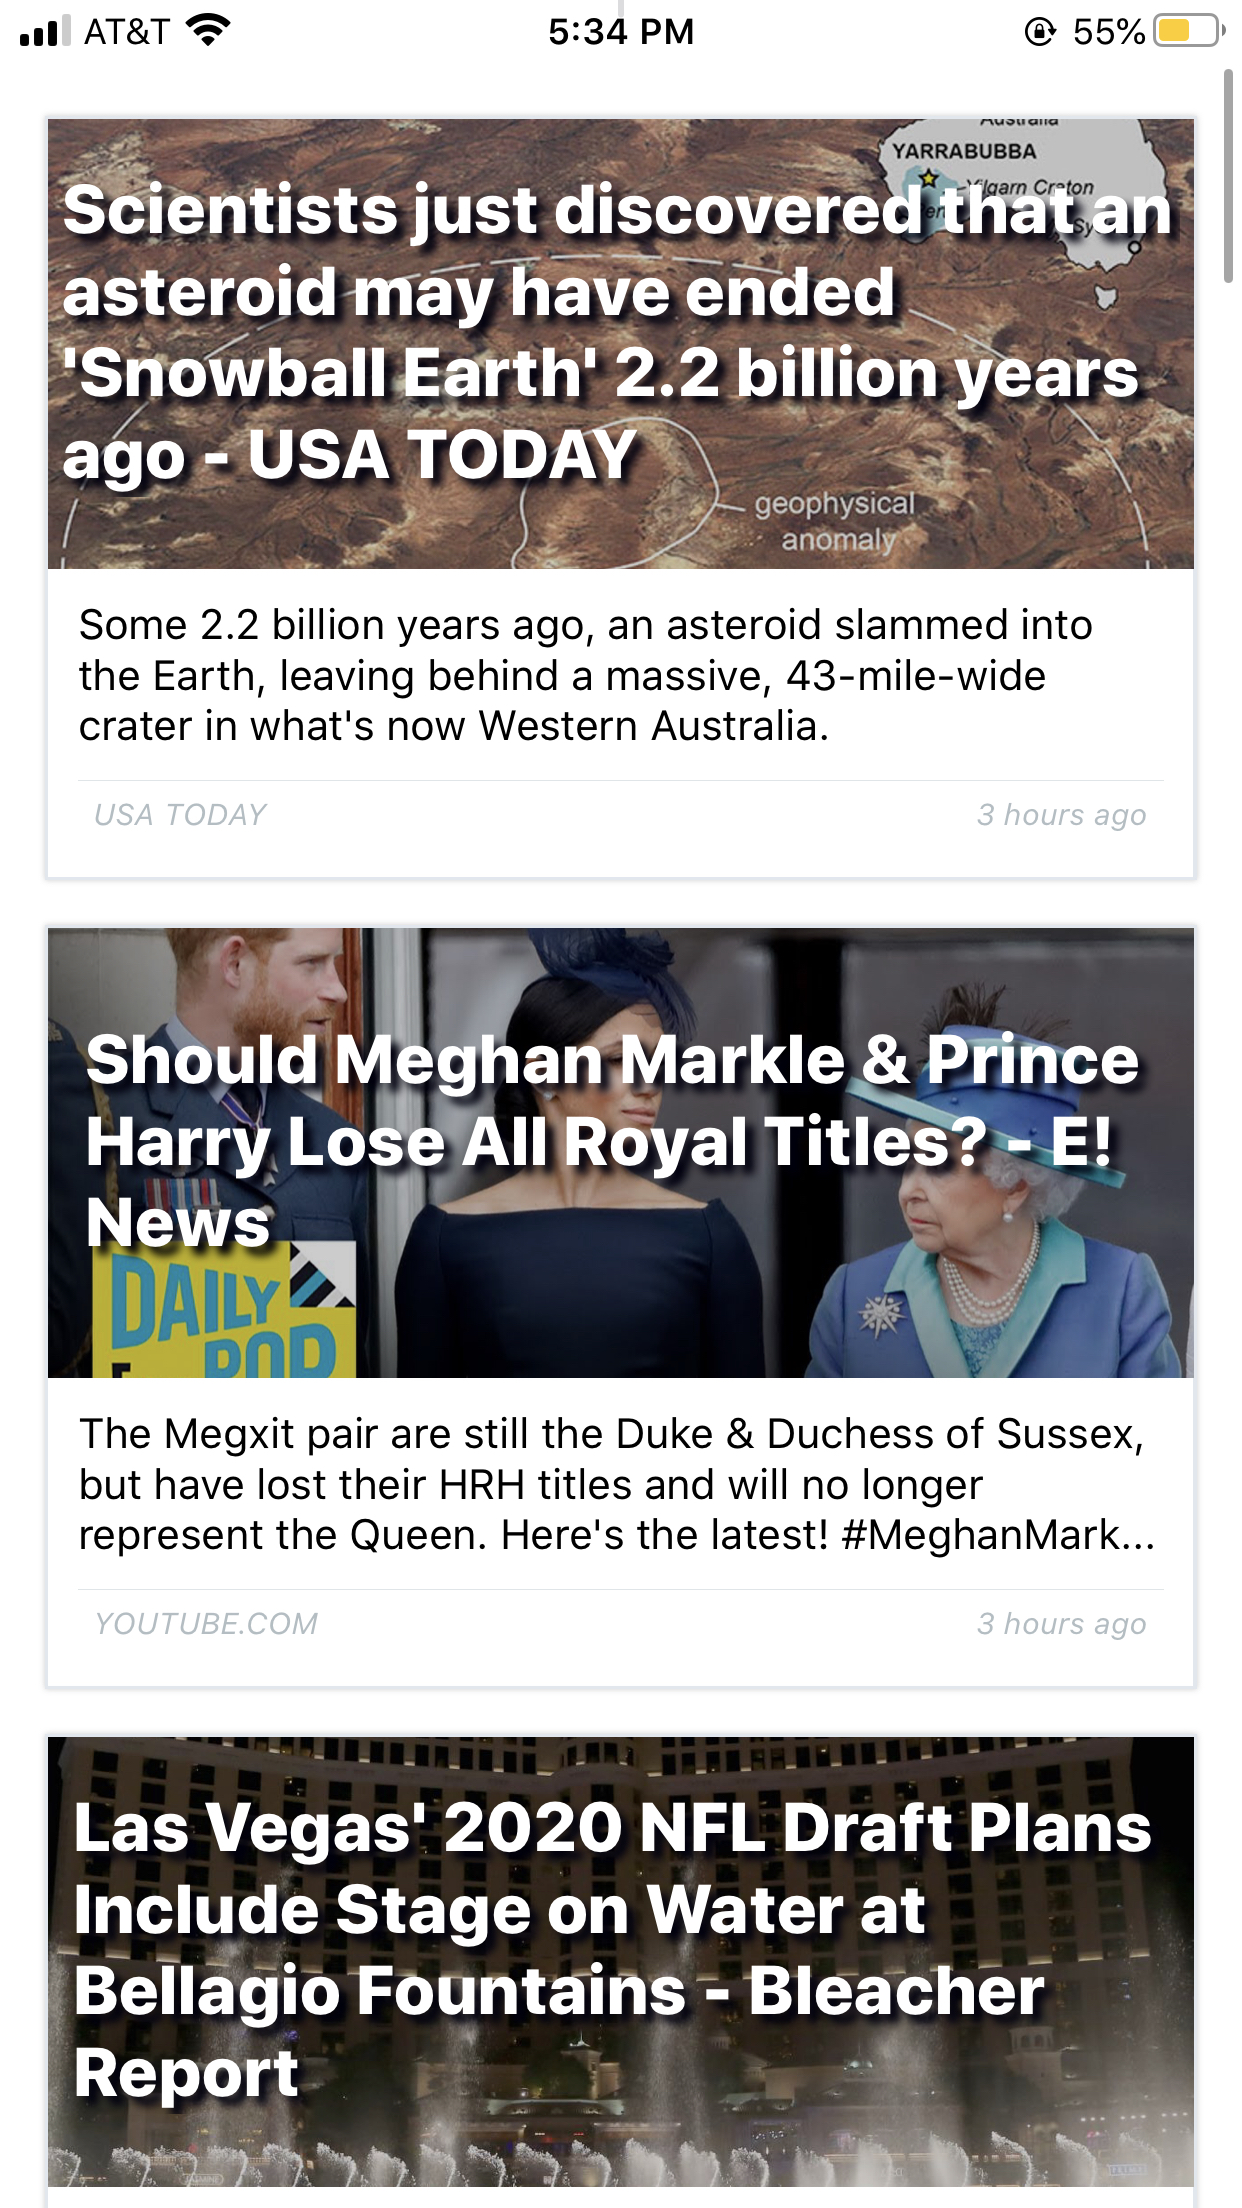 AT&T 5:34 PM 55%
Australia
YARRABUBBA
Yilgarn Craton
Scientists just discovered that an
asteroid may have ended
'Snowball Earth' 2.2 billion years
ago - USA TODAY
geophysical
anomaly
Some 2.2 billion years ago, an asteroid slammed into
the Earth, leaving behind a massive, 43-mile-wide
crater in what's now Western Australia.
USA TODAY 3 hours ago
Should Meghan Markle & Prince
Harry Lose All Royal Titles? - E!
News
DAILY
POP
The Megxit pair are still the Duke & Duchess of Sussex,
but have lost their HRH titles and will no longer
represent the Queen. Here's the latest! #MeghanMark...
YOUTUBE.COM 3 hours ago
Las Vegas' 2020 NFL Draft Plans
Include Stage on Water at
Bellagio Fountains - Bleacher
Report